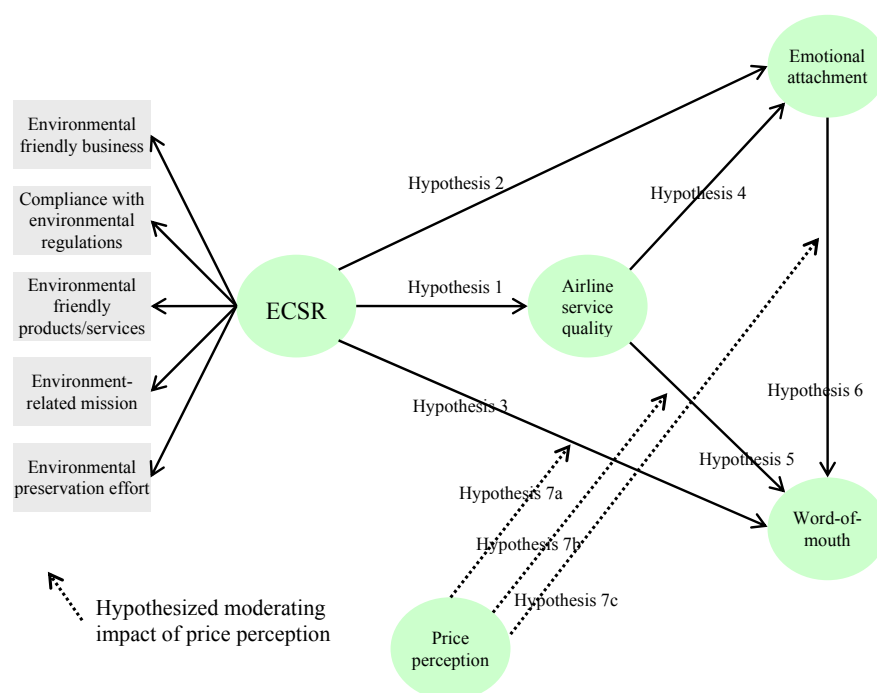 Emotional
attachment
Environmental
friendly business
Compliance with
environmental
regulations
Environmental
friendly
products/services
Environment-
related mission
Environmental
preservation effort
ECSR
Hypothesis 2
Hypothesis 4
Hypothesis 1
Airline
service
quality
Hypothesis 3
Hypothesis 6
Hypothesis 5
Hypothesis 7a
Hypothesis 7b
Hypothesis 7c
Word-of-
mouth
Price
perception
Hypothesized moderating
impact of price perception